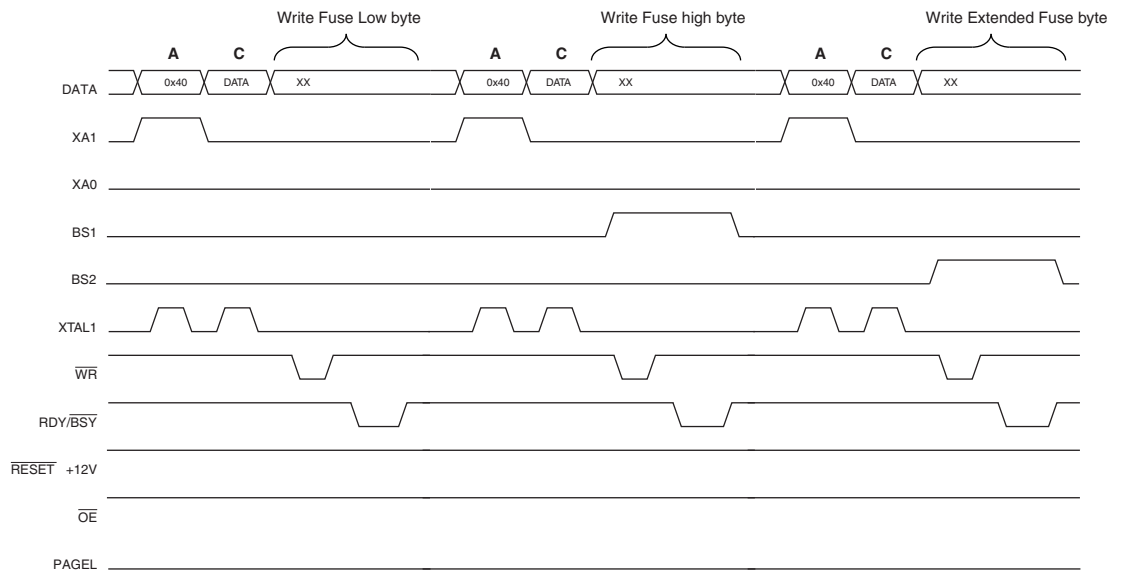 Write Fuse Low byte Write Fuse high byte Write Extended Fuse byte
A C A C A C
DATA 0x40 DATA XX 0x40 DATA XX 0x40 DATA XX
XA1
XA0
BS1
BS2
XTAL1
WR
RDY/BSY
RESET +12V
OE
PAGEL